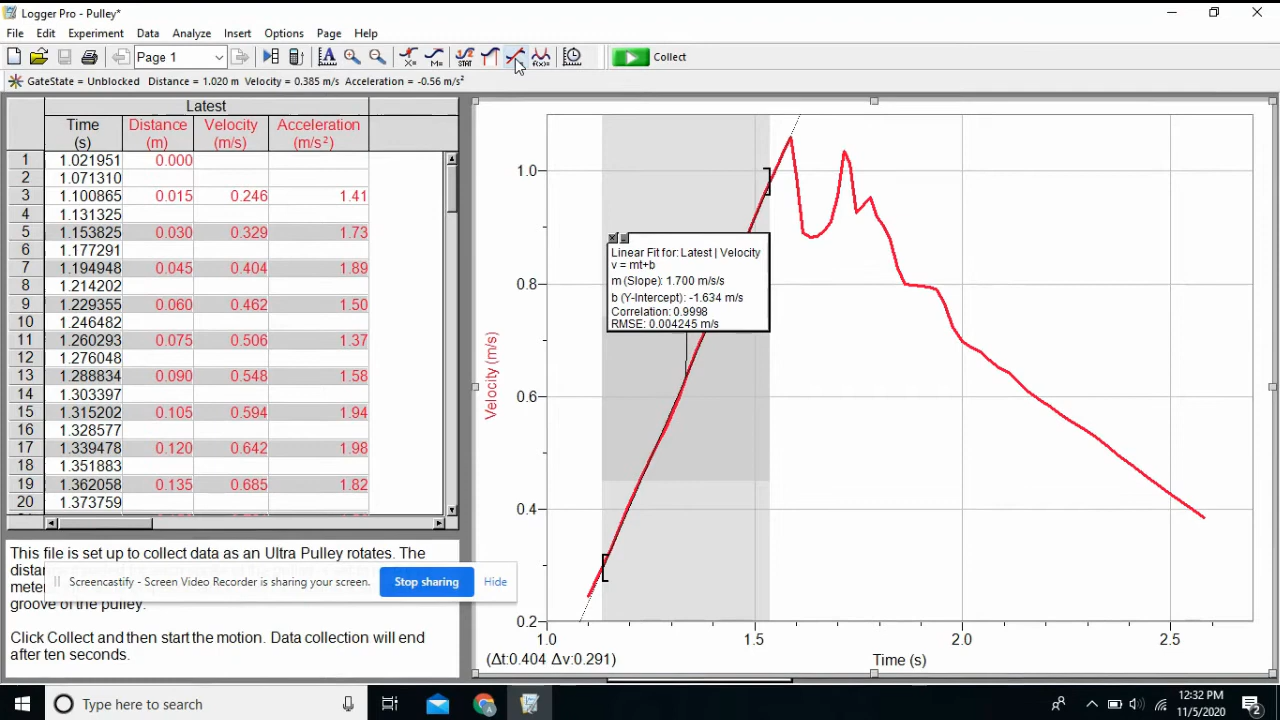 Logger Pro - Pulley*
File Edit Experiment Data Analyze Insert Options Page Help
Page 1
Collect
GateState = Unblocked Distance = 1.020 m Velocity = 0.385 m/s Acceleration = -0.56 m/s²
Latest
Time (s) Distance (m) Velocity (m/s) Acceleration (m/s²)
1 1.021951 0.000
2 1.071310
3 1.100865 0.015 0.246 1.41
4 1.131325
5 1.153825 0.030 0.329 1.73
6 1.177291
7 1.194948 0.045 0.404 1.89
8 1.214202
9 1.229355 0.060 0.462 1.50
10 1.246482
11 1.260293 0.075 0.506 1.37
12 1.276048
13 1.288834 0.090 0.548 1.58
14 1.303397
15 1.315202 0.105 0.594 1.94
16 1.328577
17 1.339478 0.120 0.642 1.98
18 1.351883
19 1.362058 0.135 0.685 1.82
20 1.373759
This file is set up to collect data as an Ultra Pulley rotates. The
groove of the pulley.
Click Collect and then start the motion. Data collection will end
after ten seconds.
Screencastify - Screen Video Recorder is sharing your screen. Stop sharing Hide
Velocity (m/s)
1.0
0.8
0.6
0.4
0.2
Linear Fit for: Latest | Velocity
v = mt+b
m (Slope): 1.700 m/s/s
b (Y-Intercept): -1.634 m/s
Correlation: 0.9998
RMSE: 0.004245 m/s
1.0 1.5 2.0 2.5
(Δt:0.404 Δv:0.291) Time (s)
Type here to search
12:32 PM
11/5/2020
2